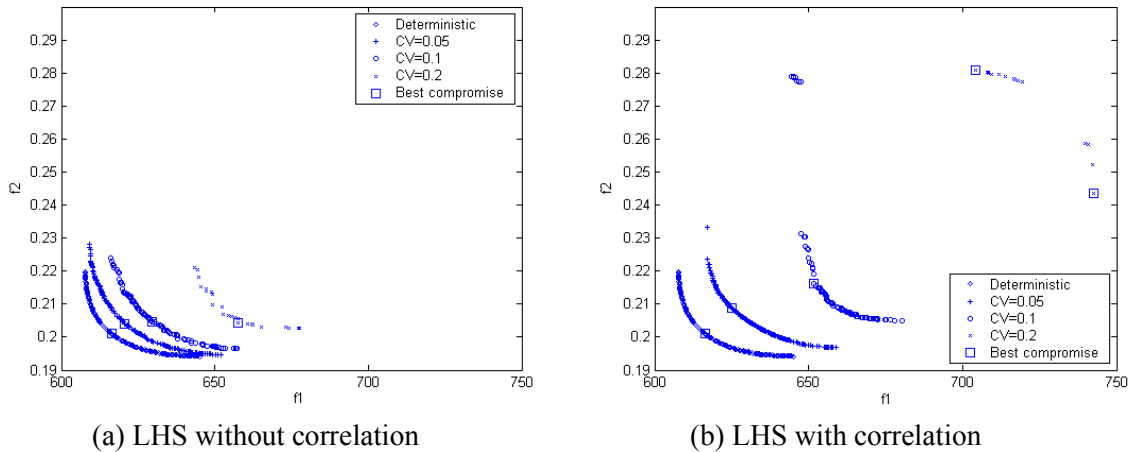 0.29
0.28
0.27
0.26
0.25
0.24
0.23
0.22
0.21
0.2
0.19
f2
600
650
700
750
f1
Deterministic
CV=0.05
CV=0.1
CV=0.2
Best compromise
(a) LHS without correlation
0.29
0.28
0.27
0.26
0.25
0.24
0.23
0.22
0.21
0.2
0.19
f2
600
650
700
750
f1
Deterministic
CV=0.05
CV=0.1
CV=0.2
Best compromise
(b) LHS with correlation